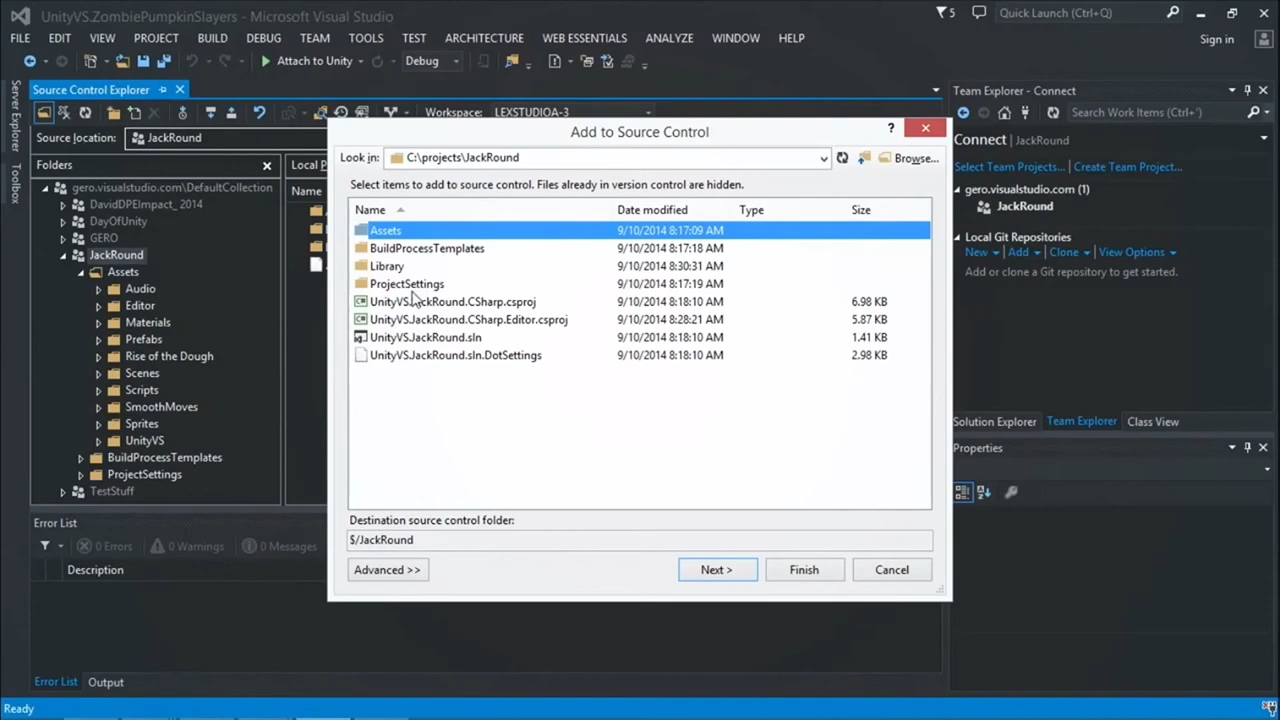 UnityVS.ZombiePumpkinSlayers - Microsoft Visual Studio
5
Quick Launch (Ctrl+Q)
FILE EDIT VIEW PROJECT BUILD DEBUG TEAM TOOLS TEST ARCHITECTURE WEB ESSENTIALS ANALYZE WINDOW HELP
Sign in
Attach to Unity
Debug
Server Explorer
Toolbox
Source Control Explorer
Workspace: LEXSTUDIOA-3
Source location: JackRound
Folders
gero.visualstudio.com\DefaultCollection
DavidDPEImpact_ 2014
DayOfUnity
GERO
JackRound
Assets
Audio
Editor
Materials
Prefabs
Rise of the Dough
Scenes
Scripts
SmoothMoves
Sprites
UnityVS
BuildProcessTemplates
ProjectSettings
TestStuff
Local P
Name
Add to Source Control
?
Look in: C:\projects\JackRound
Browse...
Select items to add to source control. Files already in version control are hidden.
Name Date modified Type Size
Assets 9/10/2014 8:17:09 AM
BuildProcessTemplates 9/10/2014 8:17:18 AM
Library 9/10/2014 8:30:31 AM
ProjectSettings 9/10/2014 8:17:19 AM
UnityVS.JackRound.CSharp.csproj 9/10/2014 8:18:10 AM 6.98 KB
UnityVS.JackRound.CSharp.Editor.csproj 9/10/2014 8:28:21 AM 5.87 KB
UnityVS.JackRound.sln 9/10/2014 8:18:10 AM 1.41 KB
UnityVS.JackRound.sln.DotSettings 9/10/2014 8:18:10 AM 2.98 KB
Destination source control folder:
$/JackRound
Advanced >>
Next >
Finish
Cancel
Team Explorer - Connect
Search Work Items (Ctrl+')
Connect | JackRound
Select Team Projects... Create Team Project...
gero.visualstudio.com (1)
JackRound
Local Git Repositories
New Add Clone View Options
Add or clone a Git repository to get started.
Solution Explorer Team Explorer Class View
Properties
Error List
0 Errors 0 Warnings 0 Messages
Description
Error List Output
Ready